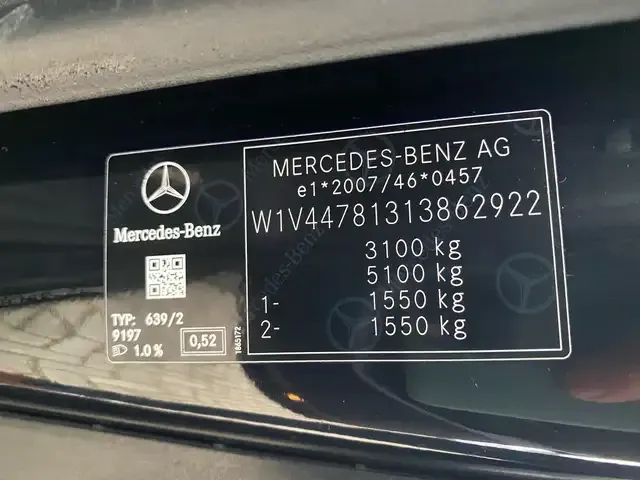 Mercedes-Benz
TYP: 639/2
9197
1.0 %
0,52
1865172
MERCEDES-BENZ AG
e1*2007/46*0457
W1V44781313862922
3100 kg
5100 kg
1- 1550 kg
2- 1550 kg